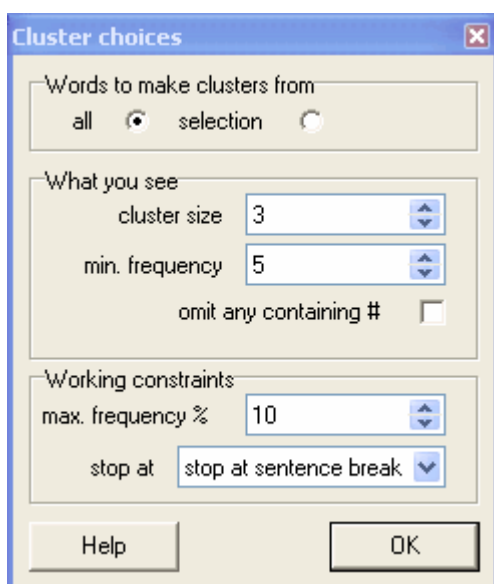 Cluster choices
Words to make clusters from
all selection
What you see
cluster size 3
min. frequency 5
omit any containing #
Working constraints
max. frequency % 10
stop at stop at sentence break
Help OK